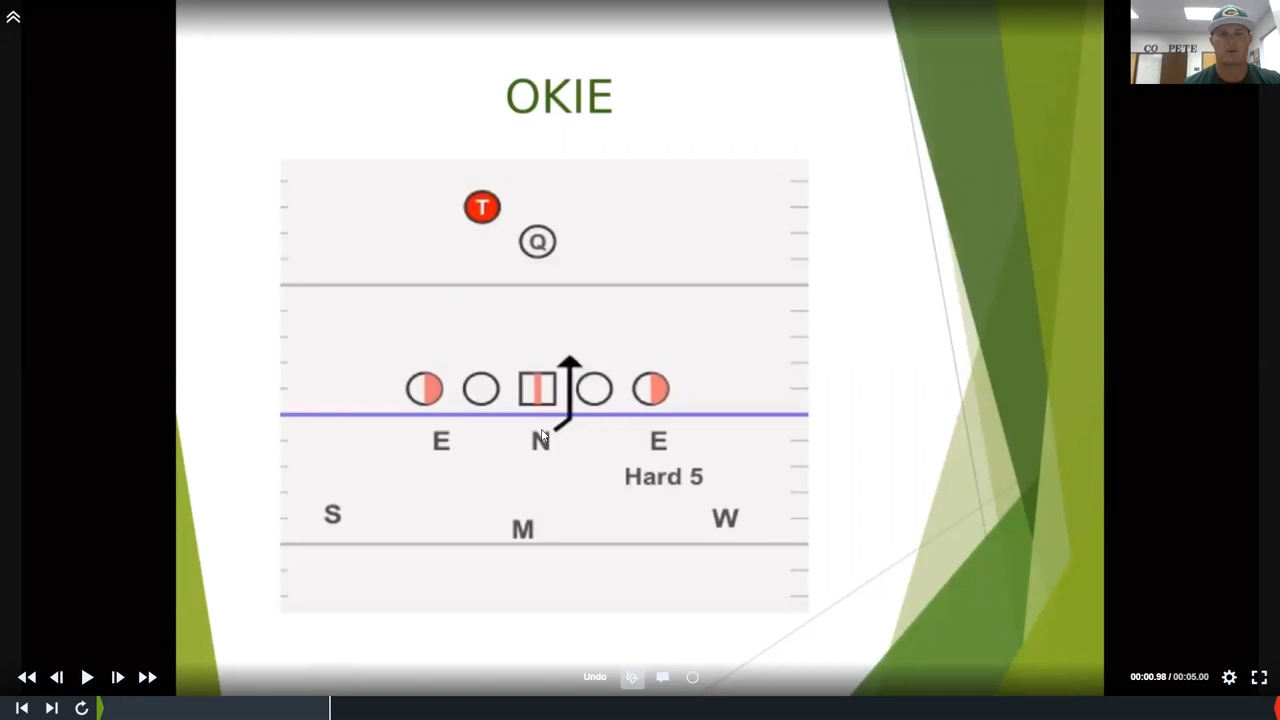 CO PETE
OKIE
T
Q
E N E
Hard 5
S M W
Undo
00:00.98 / 00:05.00